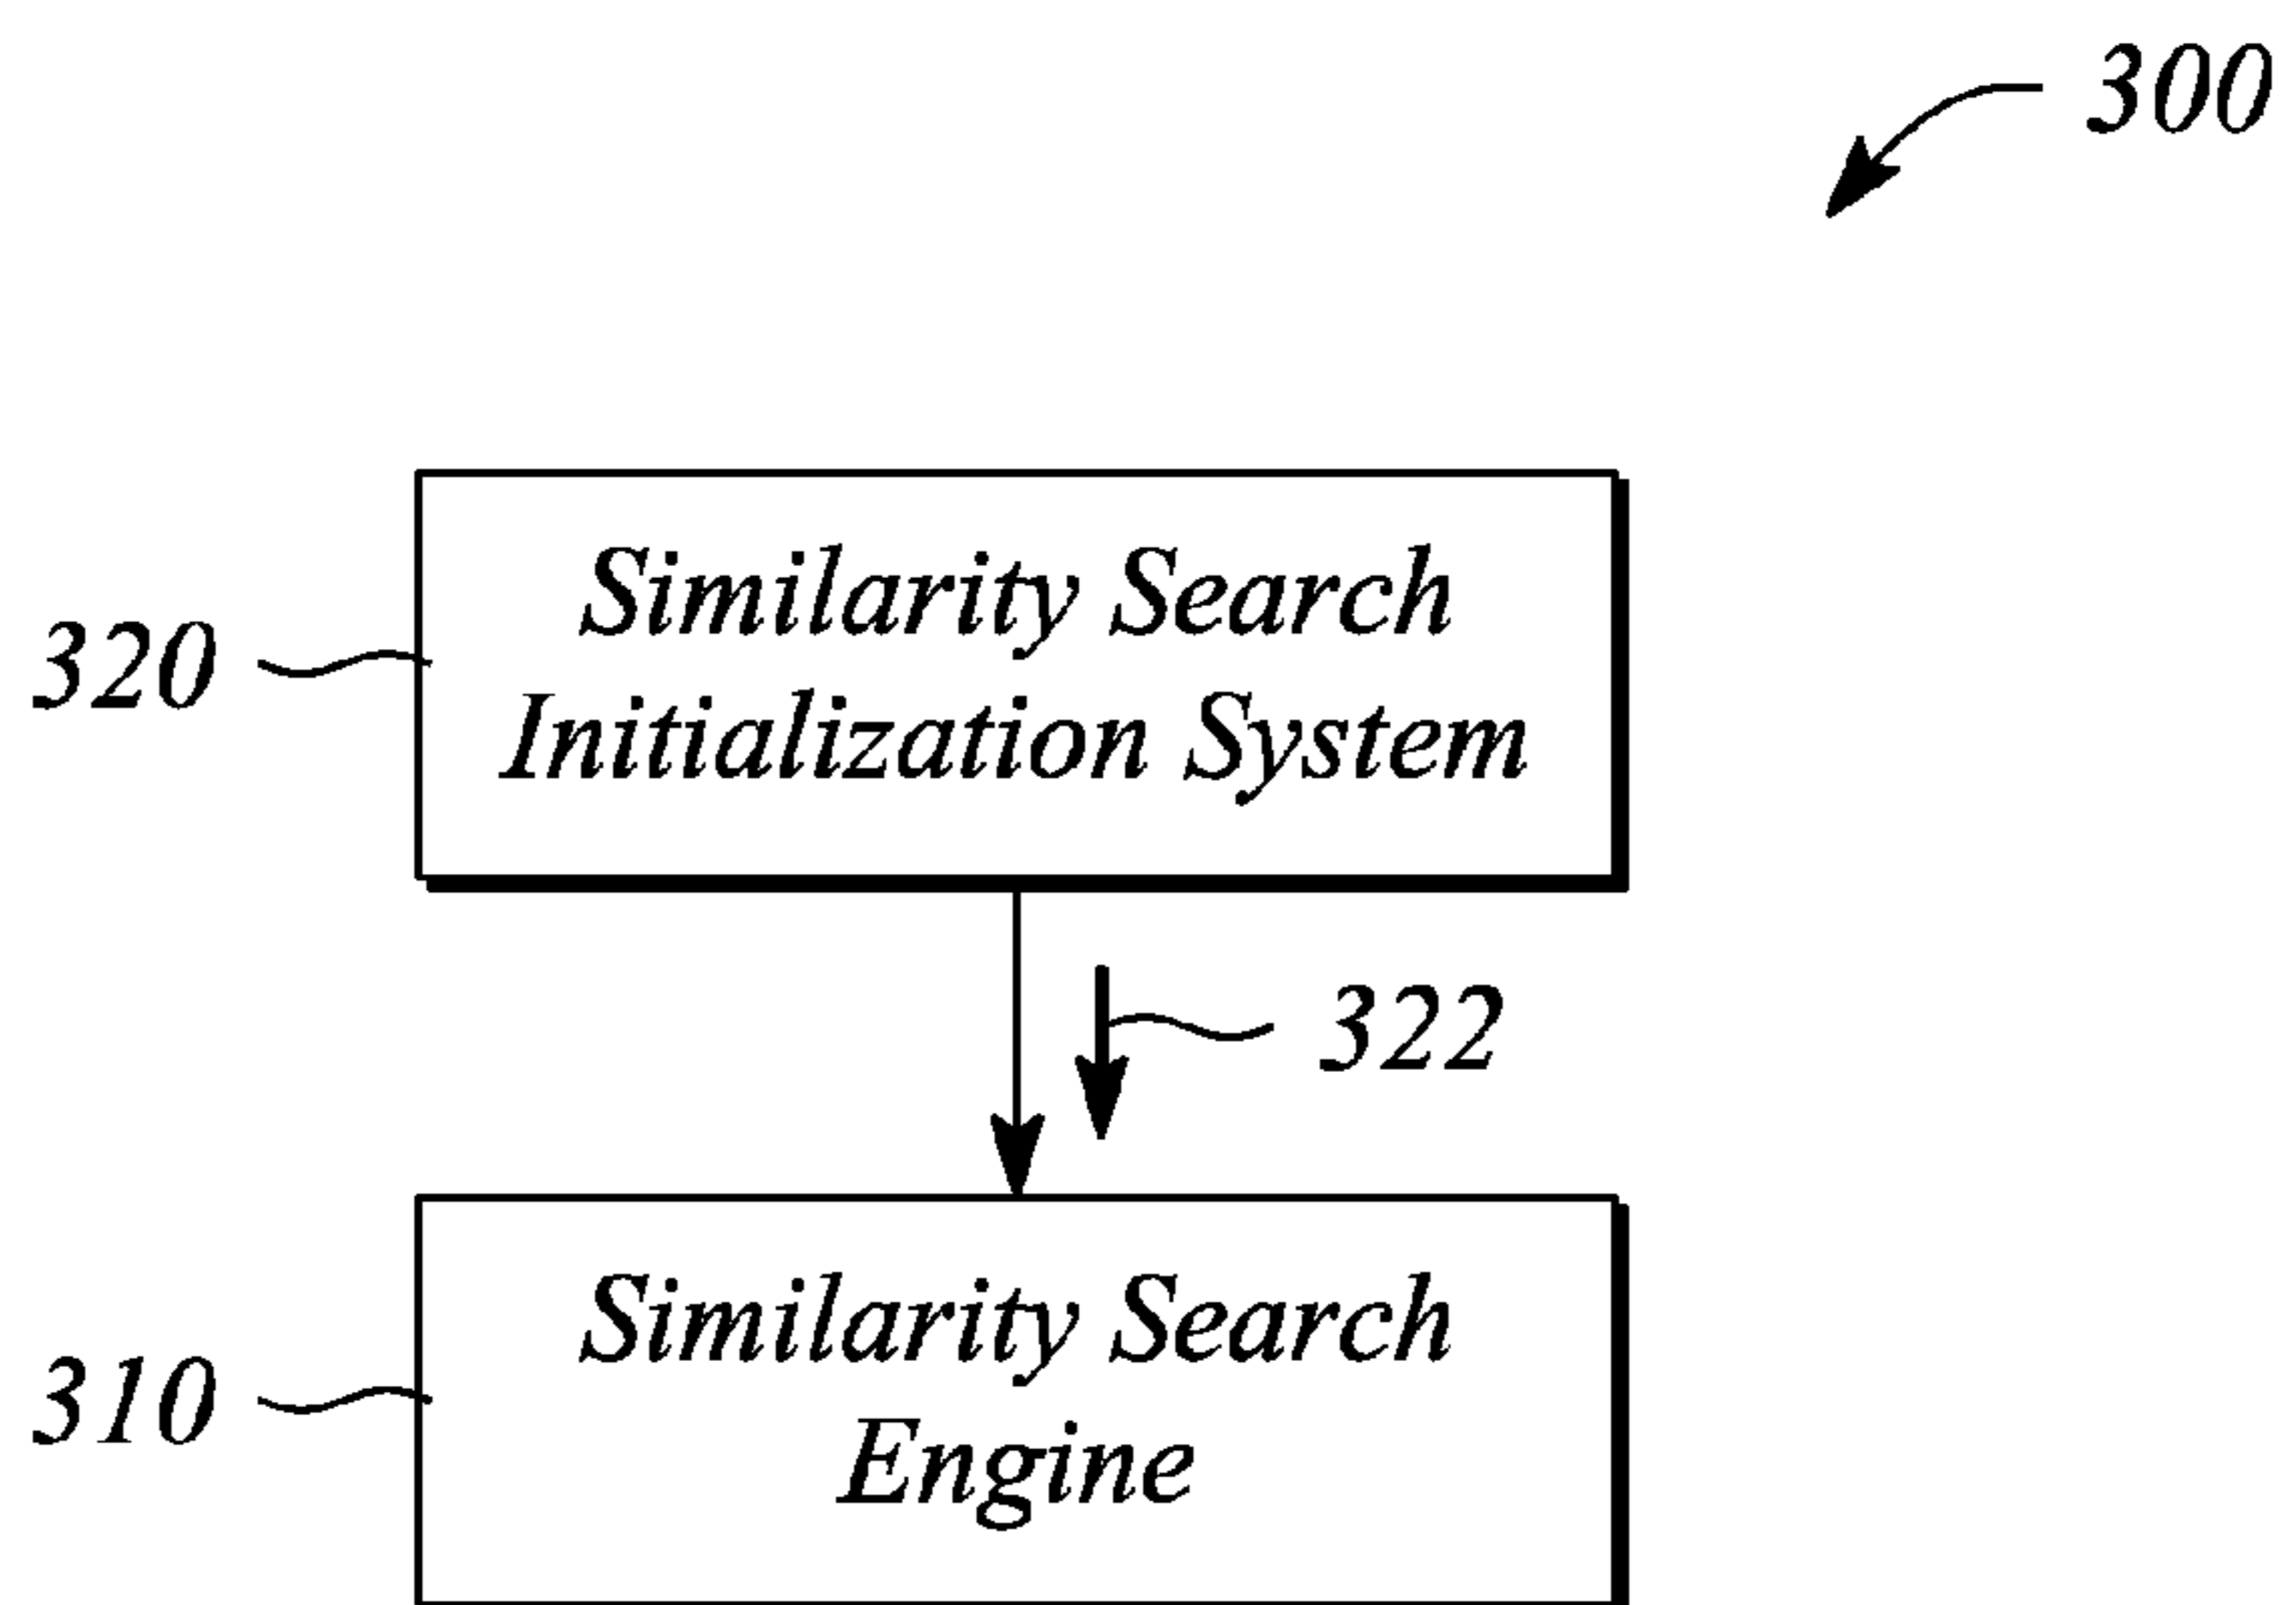 300
Similarity Search
Initialization System
320
322
Similarity Search
Engine
310